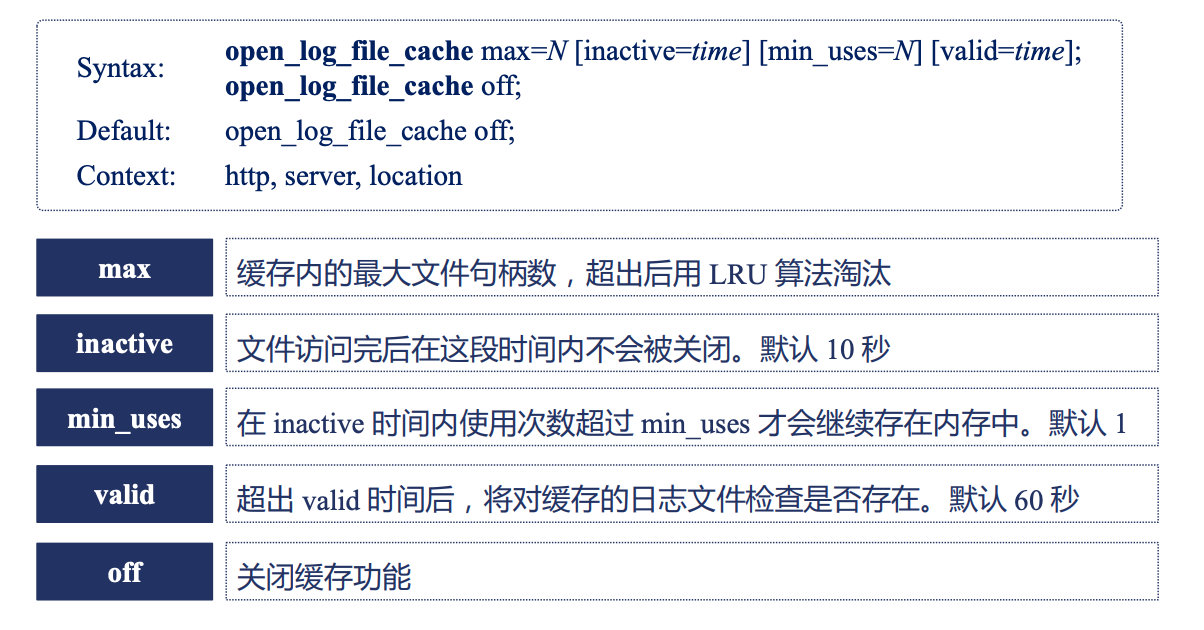 Syntax:
open_log_file_cache max=N [inactive=time] [min_uses=N] [valid=time];
open_log_file_cache off;
Default: open_log_file_cache off;
Context: http, server, location
max 缓存内的最大文件句柄数，超出后用 LRU 算法淘汰
inactive 文件访问完后在这段时间内不会被关闭。默认 10 秒
min_uses 在 inactive 时间内使用次数超过 min_uses 才会继续存在内存中。默认 1
valid 超出 valid 时间后，将对缓存的日志文件检查是否存在。默认 60 秒
off 关闭缓存功能